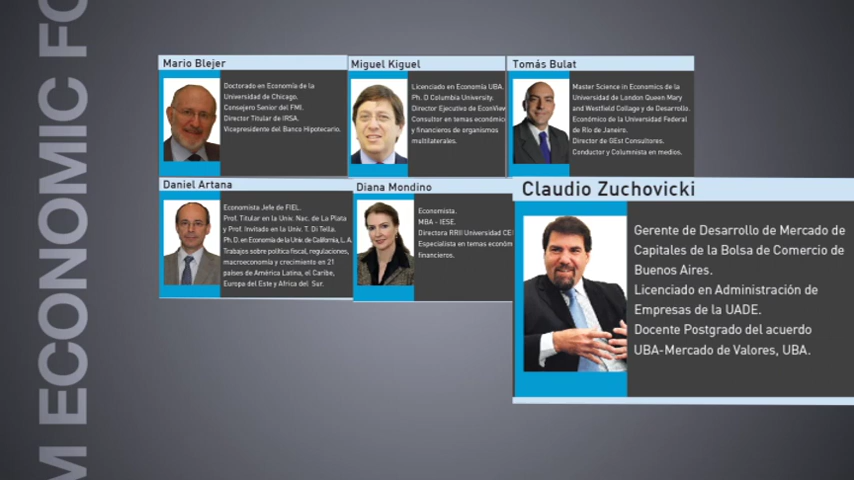 M ECONOMIC FO
Mario Blejer
Doctorado en Economía de la
Universidad de Chicago.
Consejero Senior del FMI.
Director Titular de IRSA.
Vicepresidente del Banco Hipotecario.
Miguel Kiguel
Licenciado en Economía UBA.
Ph. D Columbia University.
Director Ejecutivo de EconView
Consultor en temas económico
y financieros de organismos
multilaterales.
Tomás Bulat
Master Science in Economics de la
Universidad de London Queen Mary
and Westfield Collage y de Desarrollo.
Económico de la Universidad Federal
de Río de Janeiro.
Director de GEst Consultores.
Conductor y Columnista en medios.
Daniel Artana
Economista Jefe de FIEL.
Prof. Titular en la Univ. Nac. de La Plata
y Prof. Invitado en la Univ. T. Di Tella.
Ph. D. en Economía de la Univ. de California, L. A.
Trabajos sobre política fiscal, regulaciones,
macroeconomía y crecimiento en 21
países de América Latina, el Caribe,
Europa del Este y Africa del Sur.
Diana Mondino
Economista.
MBA - IESE.
Directora RRII Universidad CE
Especialista en temas económ
financieros.
Claudio Zuchovicki
Gerente de Desarrollo de Mercado de
Capitales de la Bolsa de Comercio de
Buenos Aires.
Licenciado en Administración de
Empresas de la UADE.
Docente Postgrado del acuerdo
UBA-Mercado de Valores, UBA.